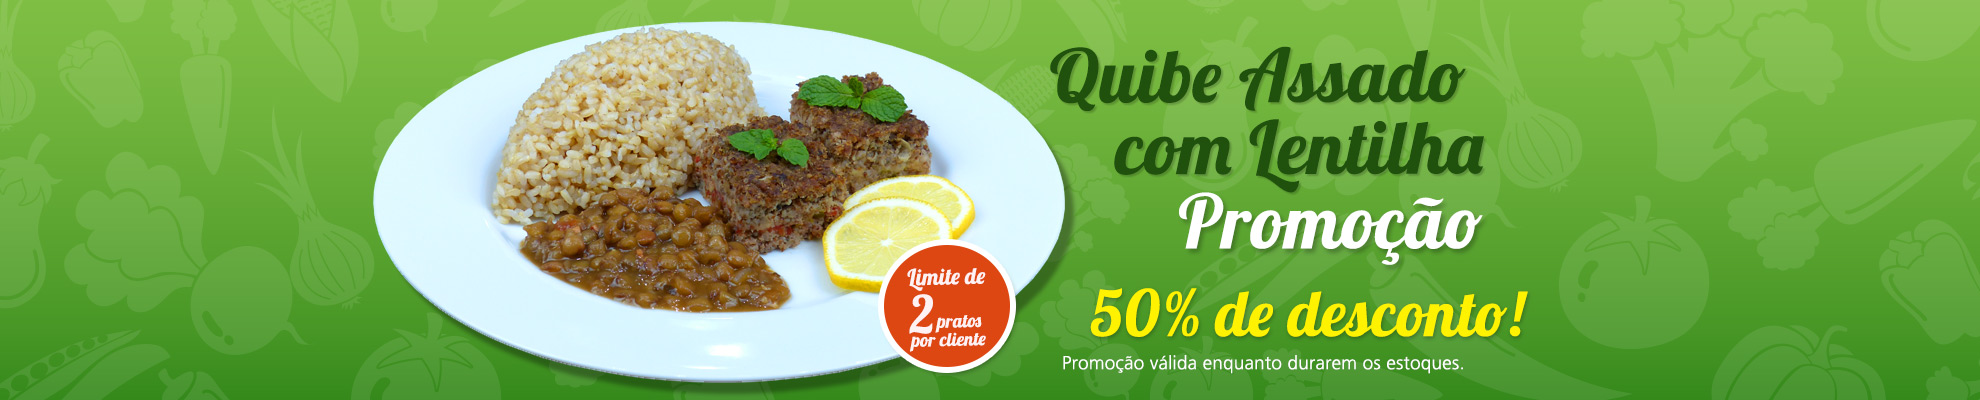 Quibe Assado
com Lentilha
Promoção
50% de desconto!
Promoção válida enquanto durarem os estoques.
Limite de
2 pratos
por cliente